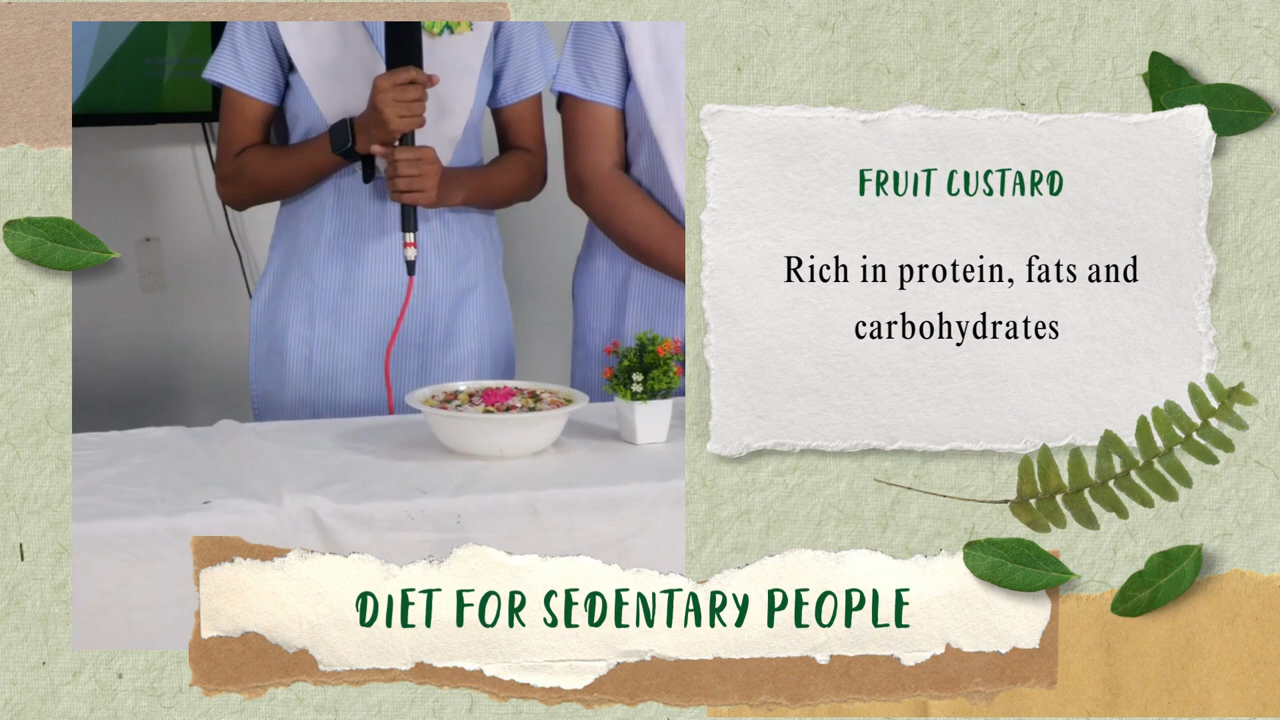 FRUIT CUSTARD
Rich in protein, fats and
carbohydrates
DIET FOR SEDENTARY PEOPLE